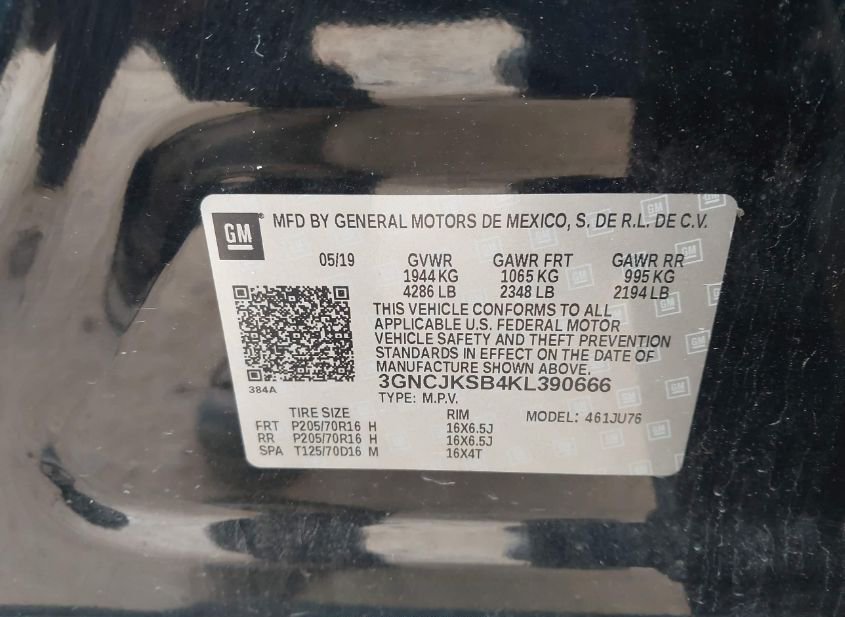 GM MFD BY GENERAL MOTORS DE MEXICO, S. DE R.L. DE C.V.
05/19 GVWR GAWR FRT GAWR RR
1944 KG 1065 KG 995 KG
4286 LB 2348 LB 2194 LB
THIS VEHICLE CONFORMS TO ALL
APPLICABLE U.S. FEDERAL MOTOR
VEHICLE SAFETY AND THEFT PREVENTION
STANDARDS IN EFFECT ON THE DATE OF
MANUFACTURE SHOWN ABOVE.
384A 3GNCJKSB4KL390666
TYPE: M.P.V.
TIRE SIZE RIM MODEL: 461JU76
FRT P205/70R16 H 16X6.5J
RR P205/70R16 H 16X6.5J
SPA T125/70D16 M 16X4T